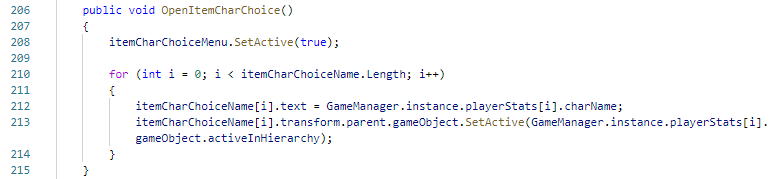 206 public void OpenItemCharChoice()
207 {
208 itemCharChoiceMenu.SetActive(true);
209
210 for (int i = 0; i < itemCharChoiceName.Length; i++)
211 {
212 itemCharChoiceName[i].text = GameManager.instance.playerStats[i].charName;
213 itemCharChoiceName[i].transform.parent.gameObject.SetActive(GameManager.instance.playerStats[i].
gameObject.activeInHierarchy);
214 }
215 }